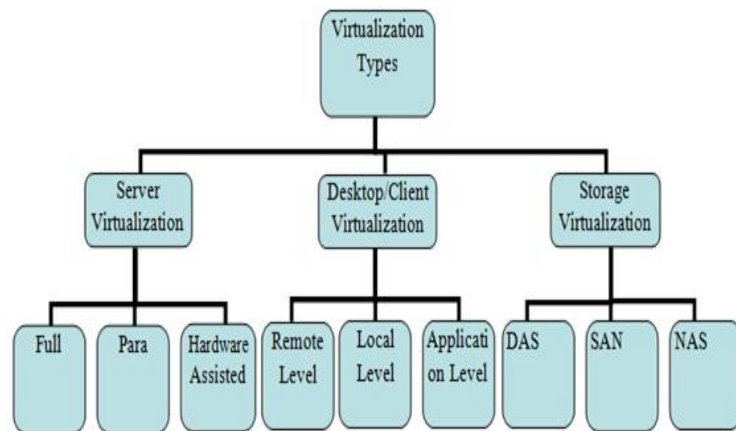 Virtualization
Types
Server
Virtualization
Desktop/Client
Virtualization
Storage
Virtualization
Full
Para
Hardware
Assisted
Remote
Level
Local
Level
Applicati
on Level
DAS
SAN
NAS